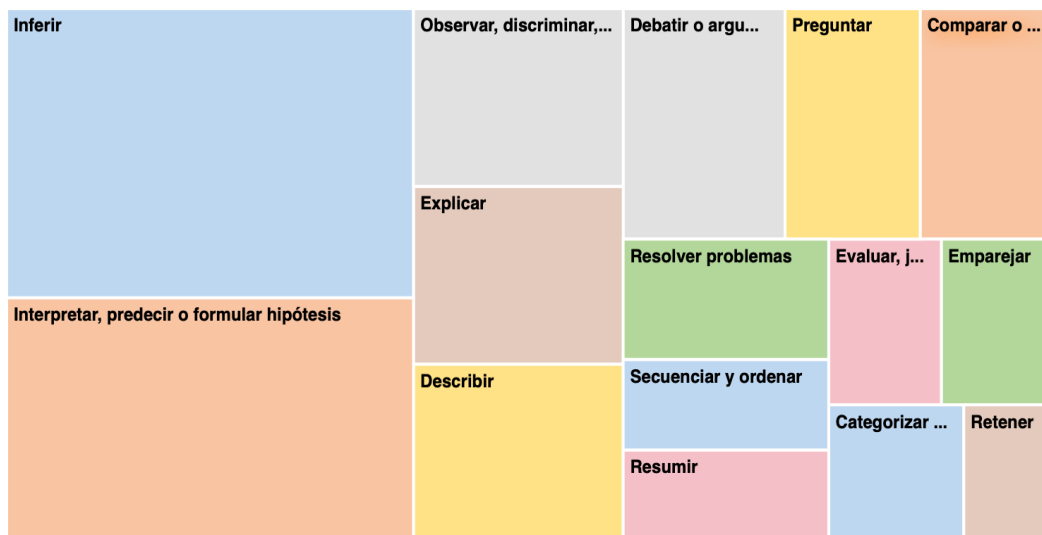 Inferir
Interpretar, predecir o formular hipótesis
Observar, discriminar,...
Explicar
Describir
Debatir o argu...
Preguntar
Comparar o ...
Resolver problemas
Secuenciar y ordenar
Resumir
Evaluar, j...
Emparejar
Categorizar ...
Retener